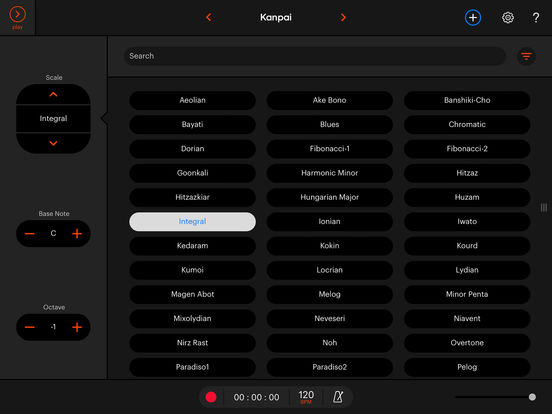 play
Kanpai
?
Scale
Integral
Base Note
C
Octave
-1
Search
Aeolian Ake Bono Banshiki-Cho
Bayati Blues Chromatic
Dorian Fibonacci-1 Fibonacci-2
Goonkali Harmonic Minor Hitzaz
Hitzazkiar Hungarian Major Huzam
Integral Ionian Iwato
Kedaram Kokin Kourd
Kumoi Locrian Lydian
Magen Abot Melog Minor Penta
Mixolydian Neveseri Niavent
Nirz Rast Noh Overtone
Paradiso1 Paradiso2 Pelog
00 : 00 : 00
120
BPM